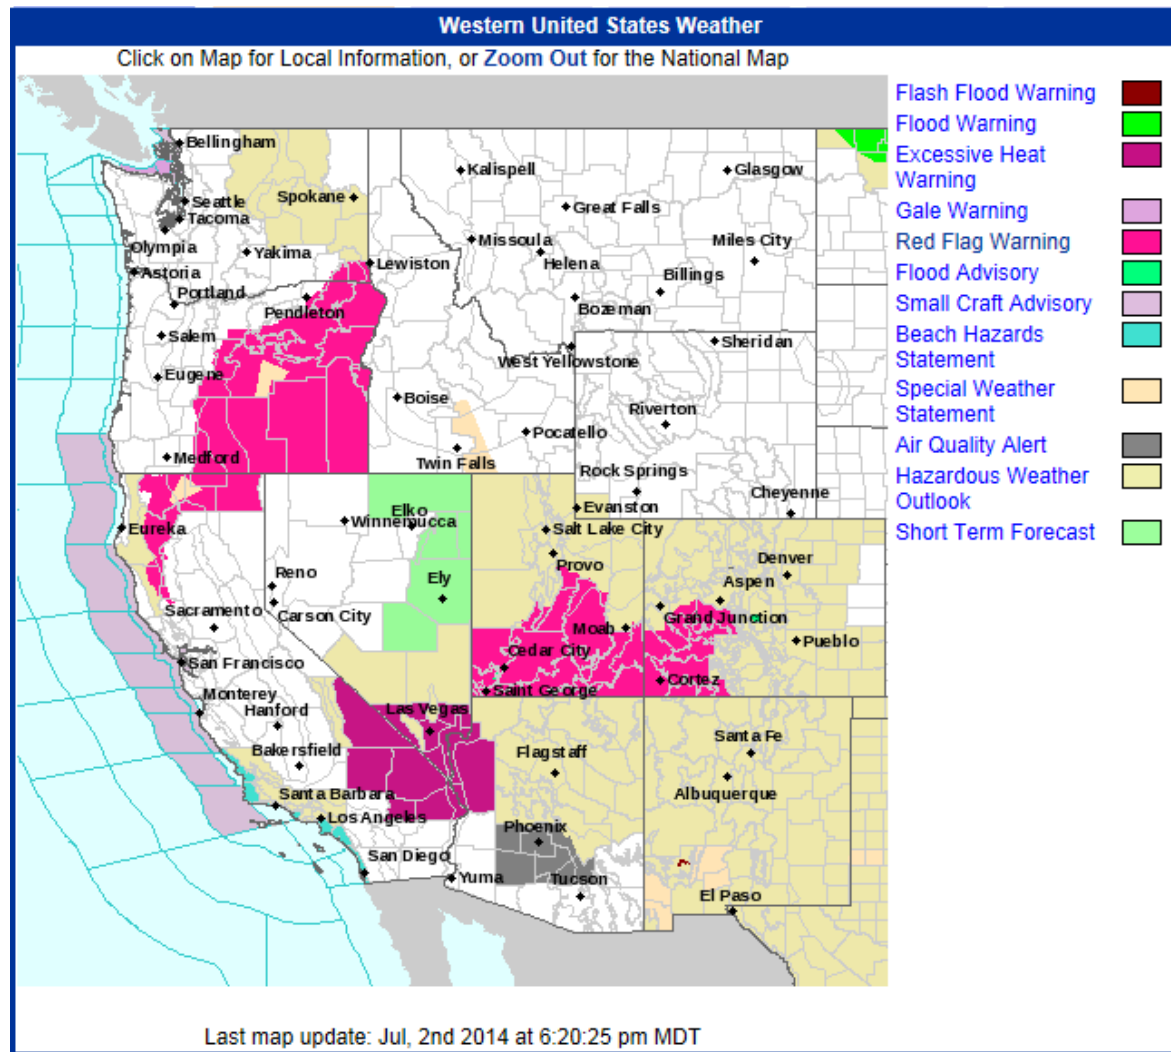 Western United States Weather
Click on Map for Local Information, or Zoom Out for the National Map
Bellingham
Kalispell
Glasgow
Spokane
Seattle
Tacoma
Great Falls
Olympia
Yakima
Missoula
Helena
Miles City
Astoria
Lewiston
Billings
Portland
Pendleton
Bozeman
Salem
Sheridan
West Yellowstone
Eugene
Boise
Riverton
Pocatello
Medford
Twin Falls
Rock Springs
Cheyenne
Elko
Evanston
Eureka
Winnemucca
Salt Lake City
Provo
Denver
Reno
Ely
Aspen
Sacramento
Carson City
Grand Junction
Moab
Pueblo
Cedar City
San Francisco
Saint George
Cortez
Monterey
Hanford
Las Vegas
Bakersfield
Flagstaff
Santa Fe
Santa Barbara
Albuquerque
Los Angeles
Phoenix
San Diego
Yuma
Tucson
El Paso
Flash Flood Warning
Flood Warning
Excessive Heat
Warning
Gale Warning
Red Flag Warning
Flood Advisory
Small Craft Advisory
Beach Hazards
Statement
Special Weather
Statement
Air Quality Alert
Hazardous Weather
Outlook
Short Term Forecast
Last map update: Jul, 2nd 2014 at 6:20:25 pm MDT